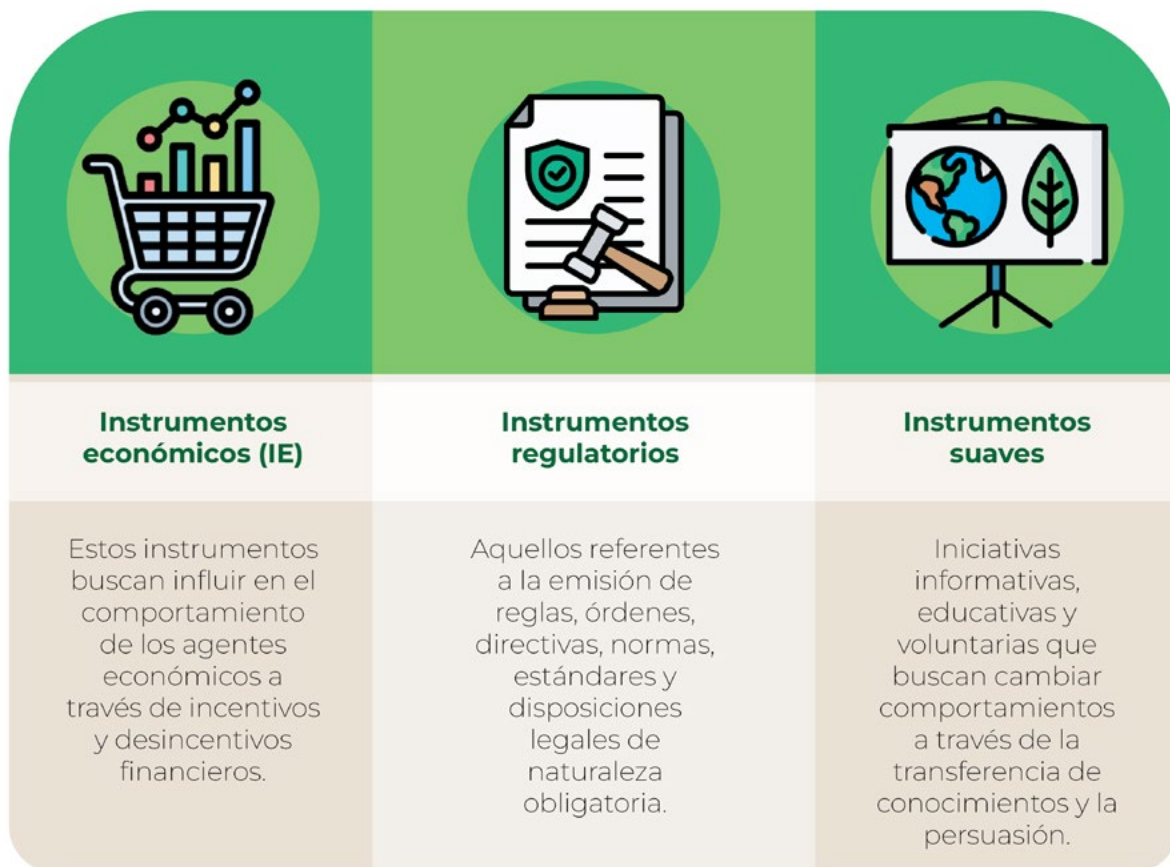 Instrumentos
económicos (IE)
Estos instrumentos
buscan influir en el
comportamiento
de los agentes
económicos a
través de incentivos
y desincentivos
financieros.
Instrumentos
regulatorios
Aquellos referentes
a la emisión de
reglas, órdenes,
directivas, normas,
estándares y
disposiciones
legales de
naturaleza
obligatoria.
Instrumentos
suaves
Iniciativas
informativas,
educativas y
voluntarias que
buscan cambiar
comportamientos
a través de la
transferencia de
conocimientos y la
persuasión.